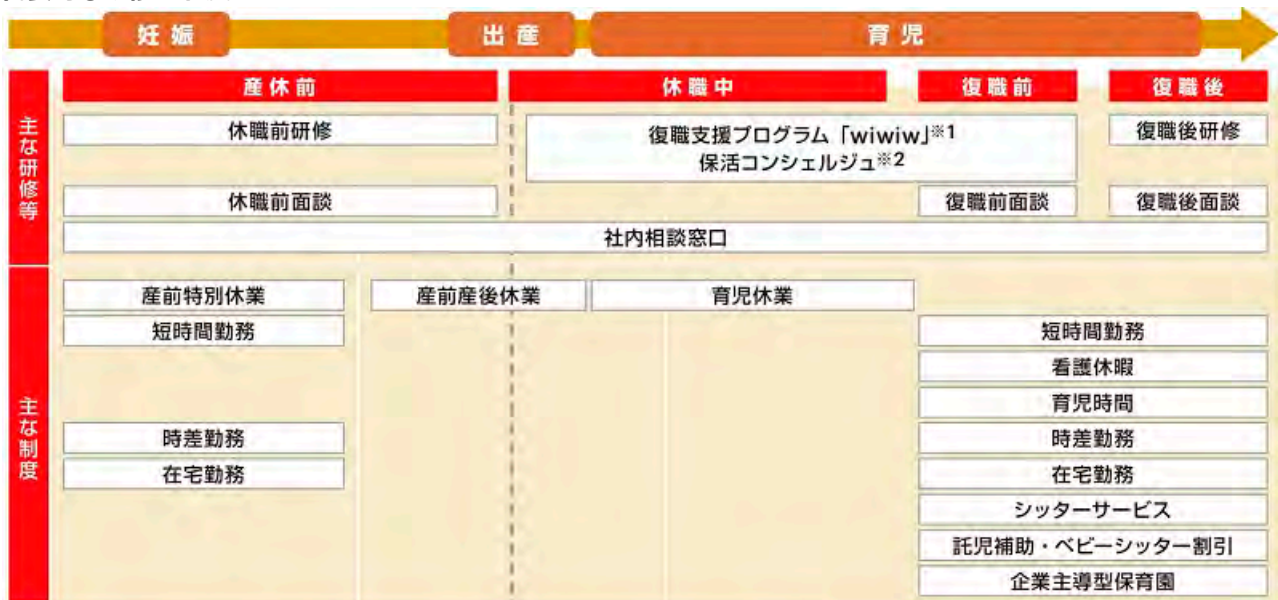 妊娠
出産
育児
産休前
休職中
復職前
復職後
主な研修等
休職前研修
復職支援プログラム「wiwiw」※1
保活コンシェルジュ※2
復職後研修
休職前面談
復職前面談
復職後面談
社内相談窓口
主な制度
産前特別休業
産前産後休業
育児休業
短時間勤務
短時間勤務
看護休暇
育児時間
時差勤務
時差勤務
在宅勤務
在宅勤務
シッターサービス
託児補助・ベビーシッター割引
企業主導型保育園